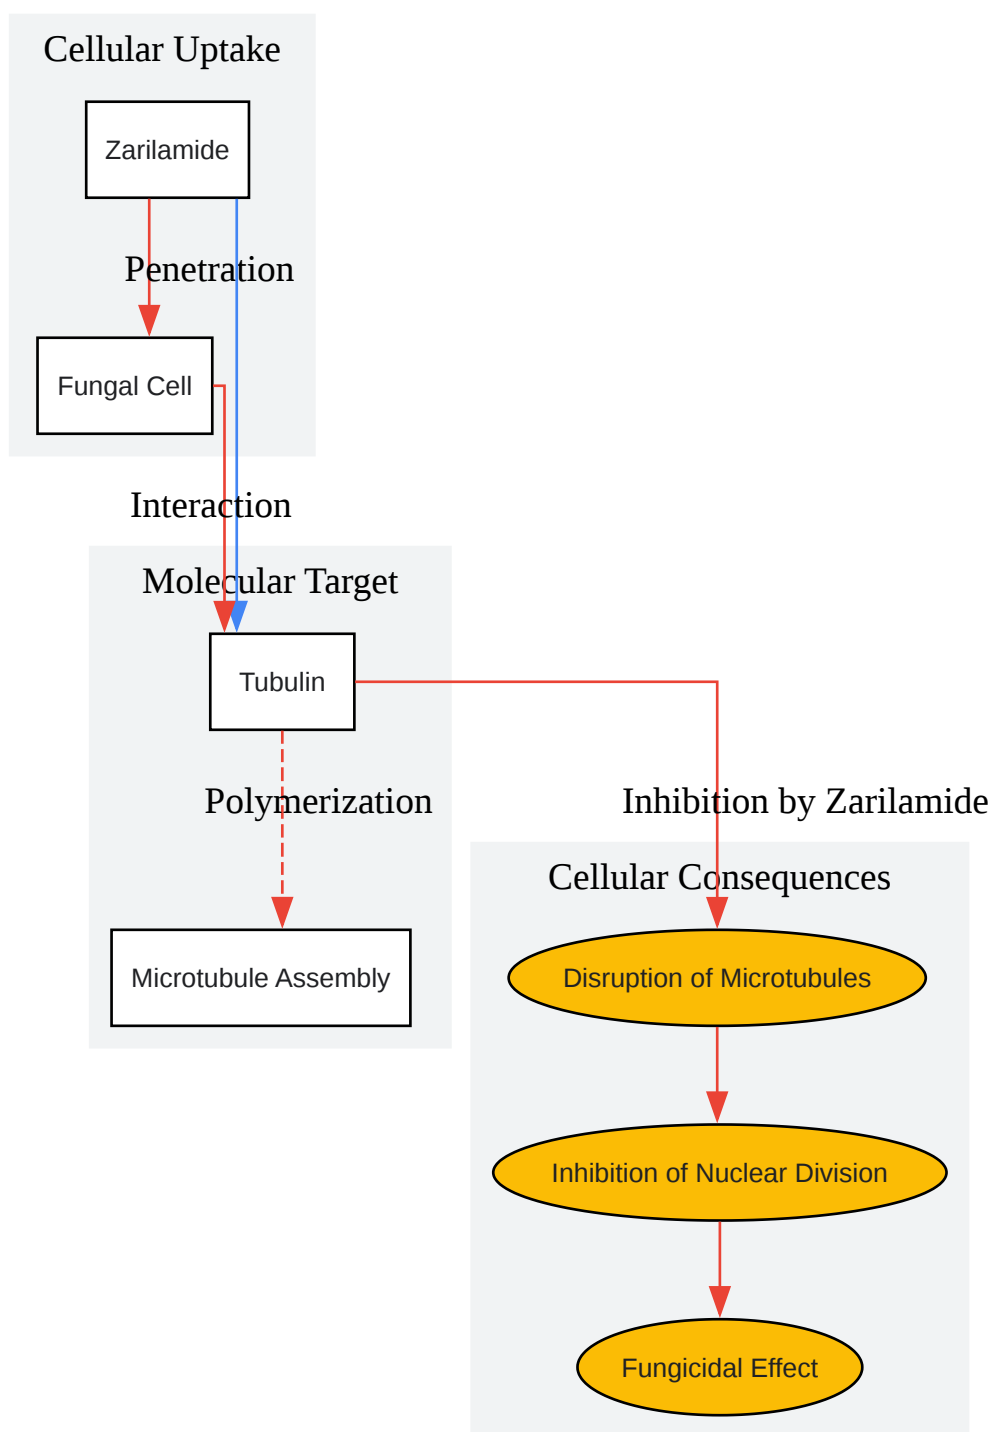 Cellular Uptake
Zarilamide
Penetration
Fungal Cell
Interaction
Molecular Target
Tubulin
Polymerization
Inhibition by Zarilamide
Cellular Consequences
Microtubule Assembly
Disruption of Microtubules
Inhibition of Nuclear Division
Fungicidal Effect